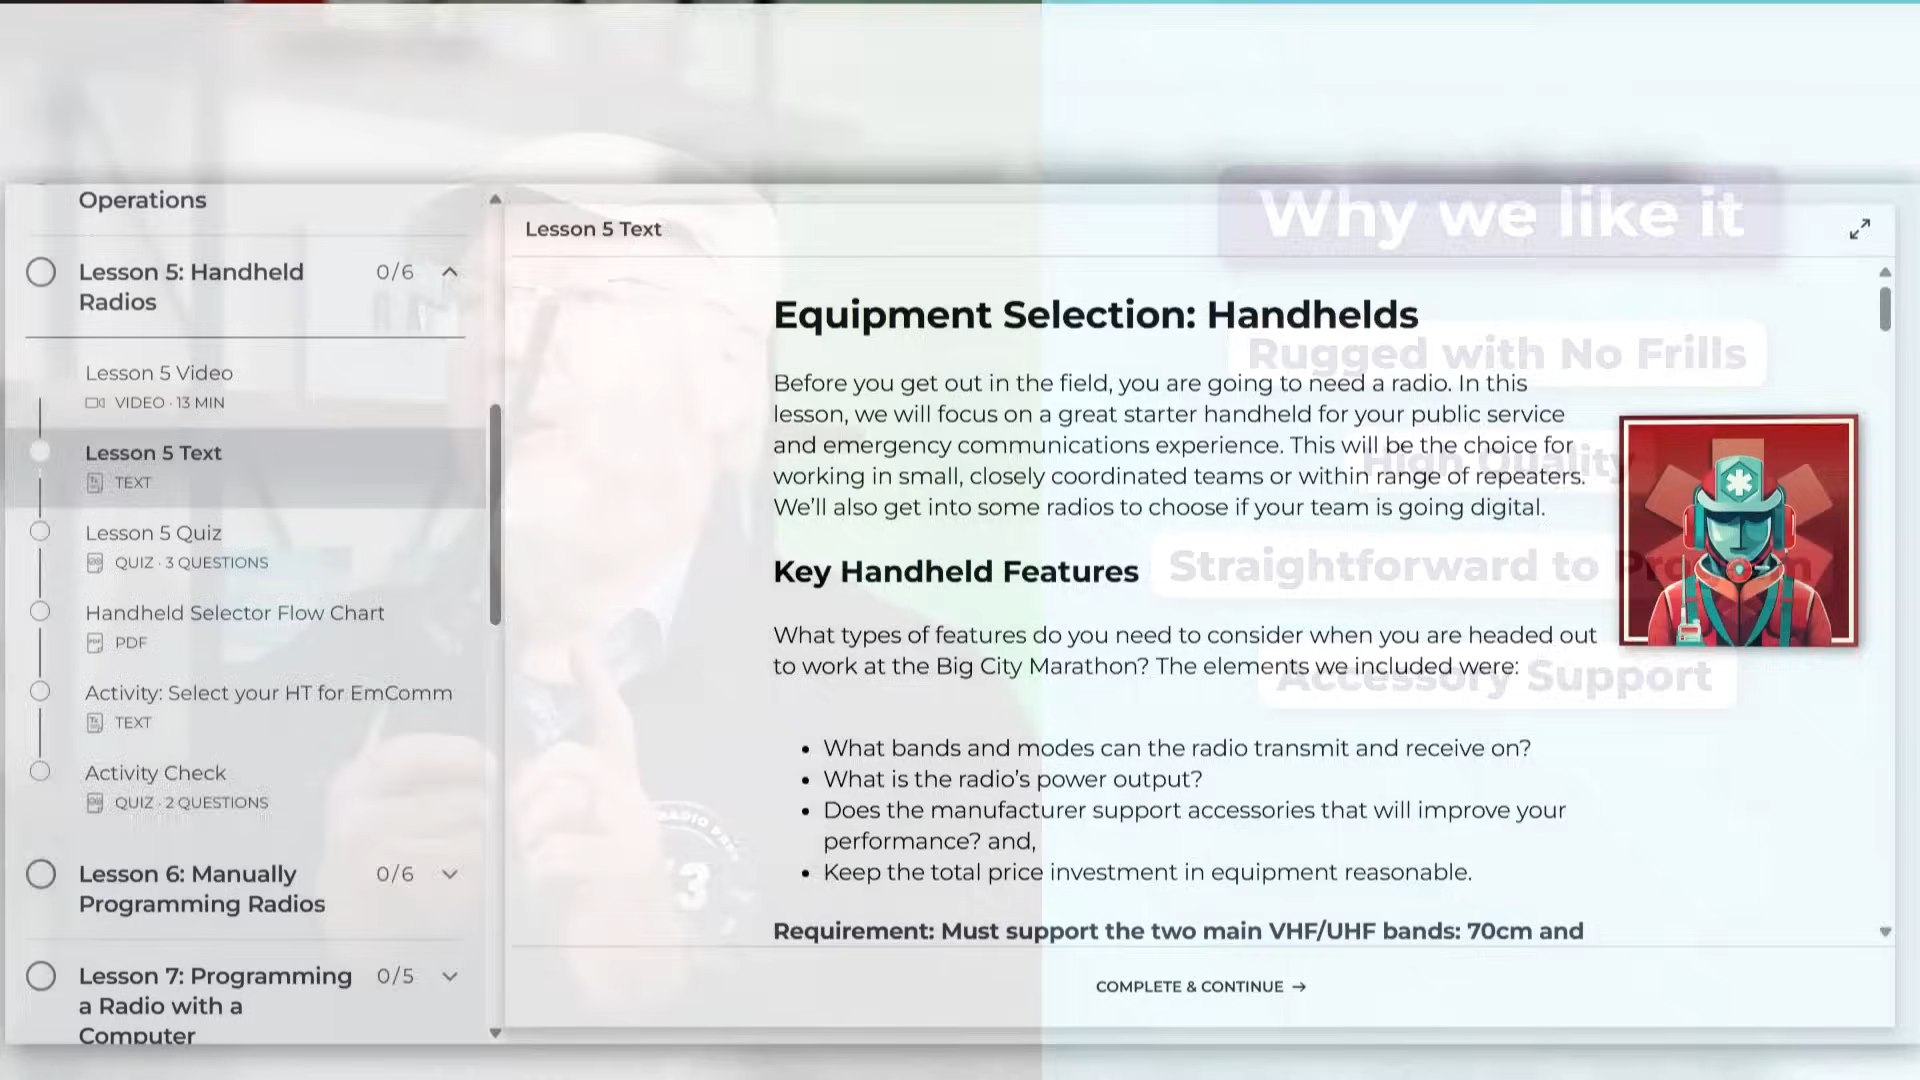 Operations
Lesson 5: Handheld
Radios
0/6
Lesson 5 Video
VIDEO · 13 MIN
Lesson 5 Text
TEXT
Lesson 5 Quiz
QUIZ · 3 QUESTIONS
Handheld Selector Flow Chart
PDF
Activity: Select your HT for EmComm
TEXT
Activity Check
QUIZ · 2 QUESTIONS
Lesson 6: Manually
Programming Radios
0/6
Lesson 7: Programming
a Radio with a
Computer
0/5
Lesson 5 Text
Equipment Selection: Handhelds
Before you get out in the field, you are going to need a radio. In this
lesson, we will focus on a great starter handheld for your public service
and emergency communications experience. This will be the choice for
working in small, closely coordinated teams or within range of repeaters.
We’ll also get into some radios to choose if your team is going digital.
Key Handheld Features
What types of features do you need to consider when you are headed out
to work at the Big City Marathon? The elements we included were:
• What bands and modes can the radio transmit and receive on?
• What is the radio’s power output?
• Does the manufacturer support accessories that will improve your
performance? and,
• Keep the total price investment in equipment reasonable.
Requirement: Must support the two main VHF/UHF bands: 70cm and
COMPLETE & CONTINUE →
Why we like it
Rugged with No Frills
High Quality
Straightforward to Program
Accessory Support
RADIO PREP